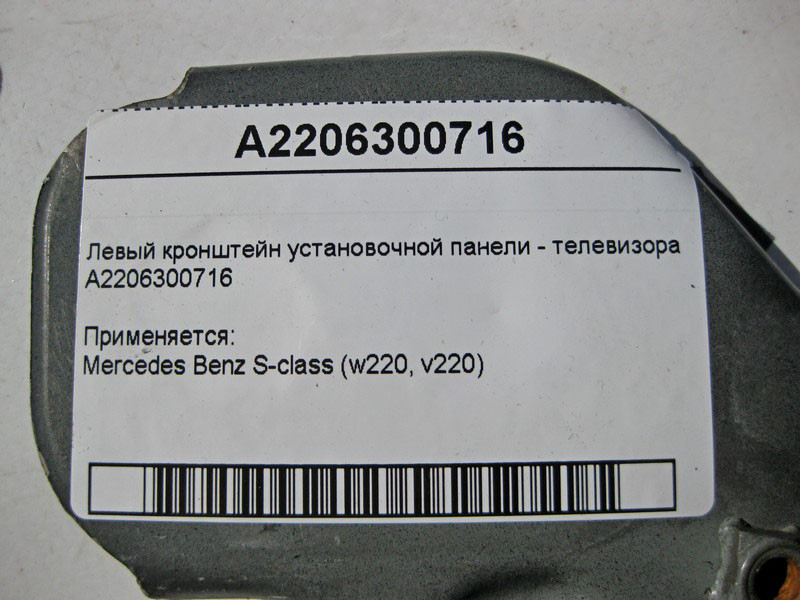 A2206300716
Левый кронштейн установочной панели - телевизора
A2206300716
Применяется:
Mercedes Benz S-class (w220, v220)